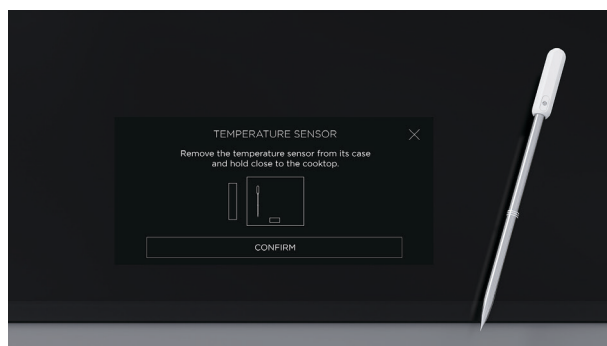 TEMPERATURE SENSOR
Remove the temperature sensor from its case
and hold close to the cooktop.
CONFIRM